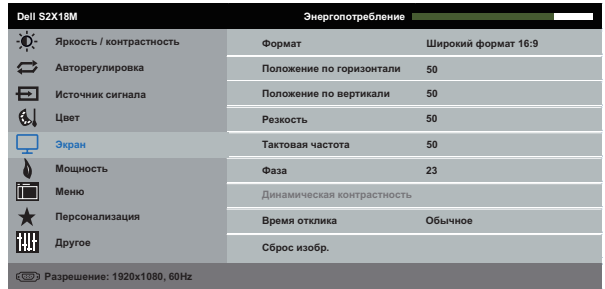 Dell S2X18M
Энергопотребление
Яркость / контрастность
Авторегулировка
Источник сигнала
Цвет
Экран
Мощность
Меню
Персонализация
Другое
Формат Широкий формат 16:9
Положение по горизонтали 50
Положение по вертикали 50
Резкость 50
Тактовая частота 50
Фаза 23
Динамическая контрастность
Время отклика Обычное
Сброс изобр.
Разрешение: 1920x1080, 60Hz